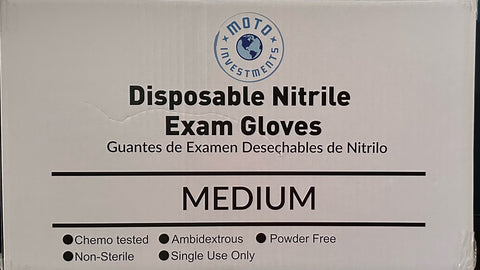 MOTO
INVESTMENTS
Disposable Nitrile
Exam Gloves
Guantes de Examen Desechables de Nitrilo
MEDIUM
●Chemo tested ●Ambidextrous ●Powder Free
●Non-Sterile ●Single Use Only